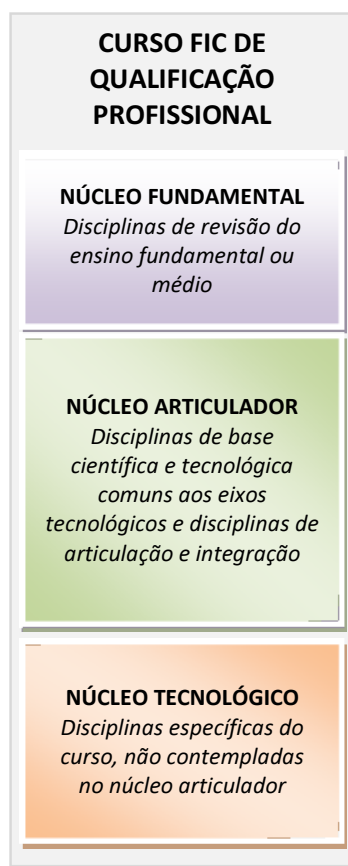 CURSO FIC DE
QUALIFICAÇÃO
PROFISSIONAL
NÚCLEO FUNDAMENTAL
Disciplinas de revisão do
ensino fundamental ou
médio
NÚCLEO ARTICULADOR
Disciplinas de base
científica e tecnológica
comuns aos eixos
tecnológicos e disciplinas de
articulação e integração
NÚCLEO TECNOLÓGICO
Disciplinas específicas do
curso, não contempladas
no núcleo articulador